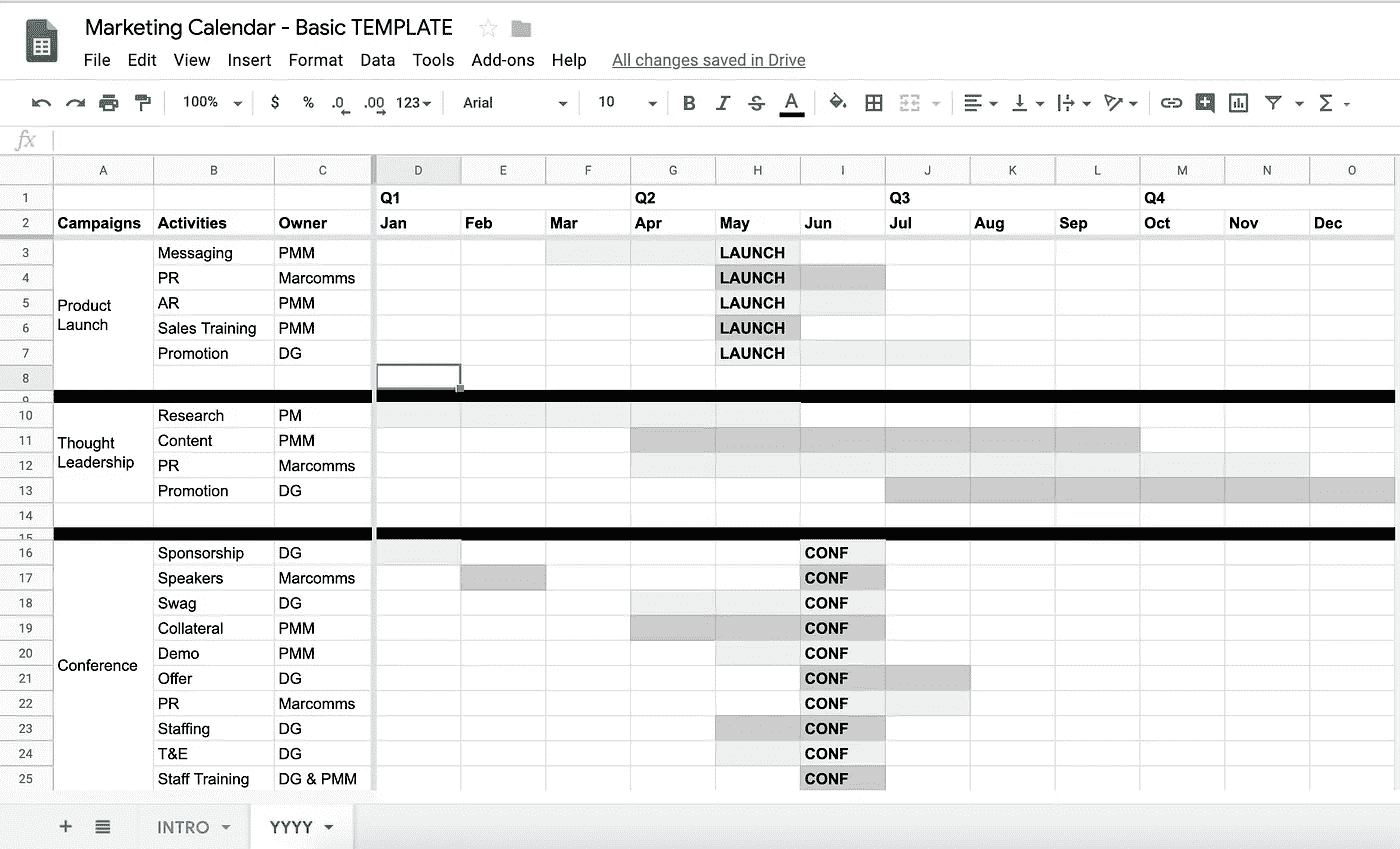 Marketing Calendar - Basic TEMPLATE
File Edit View Insert Format Data Tools Add-ons Help All changes saved in Drive
100% $ % .0 .00 123 Arial 10 B I S A Σ
fx
A B C D E F G H I J K L M N O
1 Q1 Q2 Q3 Q4
2 Campaigns Activities Owner Jan Feb Mar Apr May Jun Jul Aug Sep Oct Nov Dec
3 Messaging PMM LAUNCH
4 PR Marcomms LAUNCH
Product
5 AR PMM LAUNCH
Launch
6 Sales Training PMM LAUNCH
7 Promotion DG LAUNCH
8
9
10 Research PM
Thought
11 Content PMM
Leadership
12 PR Marcomms
13 Promotion DG
14
15
16 Sponsorship DG CONF
17 Speakers Marcomms CONF
18 Swag DG CONF
19 Collateral PMM CONF
20 Demo PMM CONF
Conference
21 Offer DG CONF
22 PR Marcomms CONF
23 Staffing DG CONF
24 T&E DG CONF
25 Staff Training DG & PMM CONF
+ INTRO YYYY